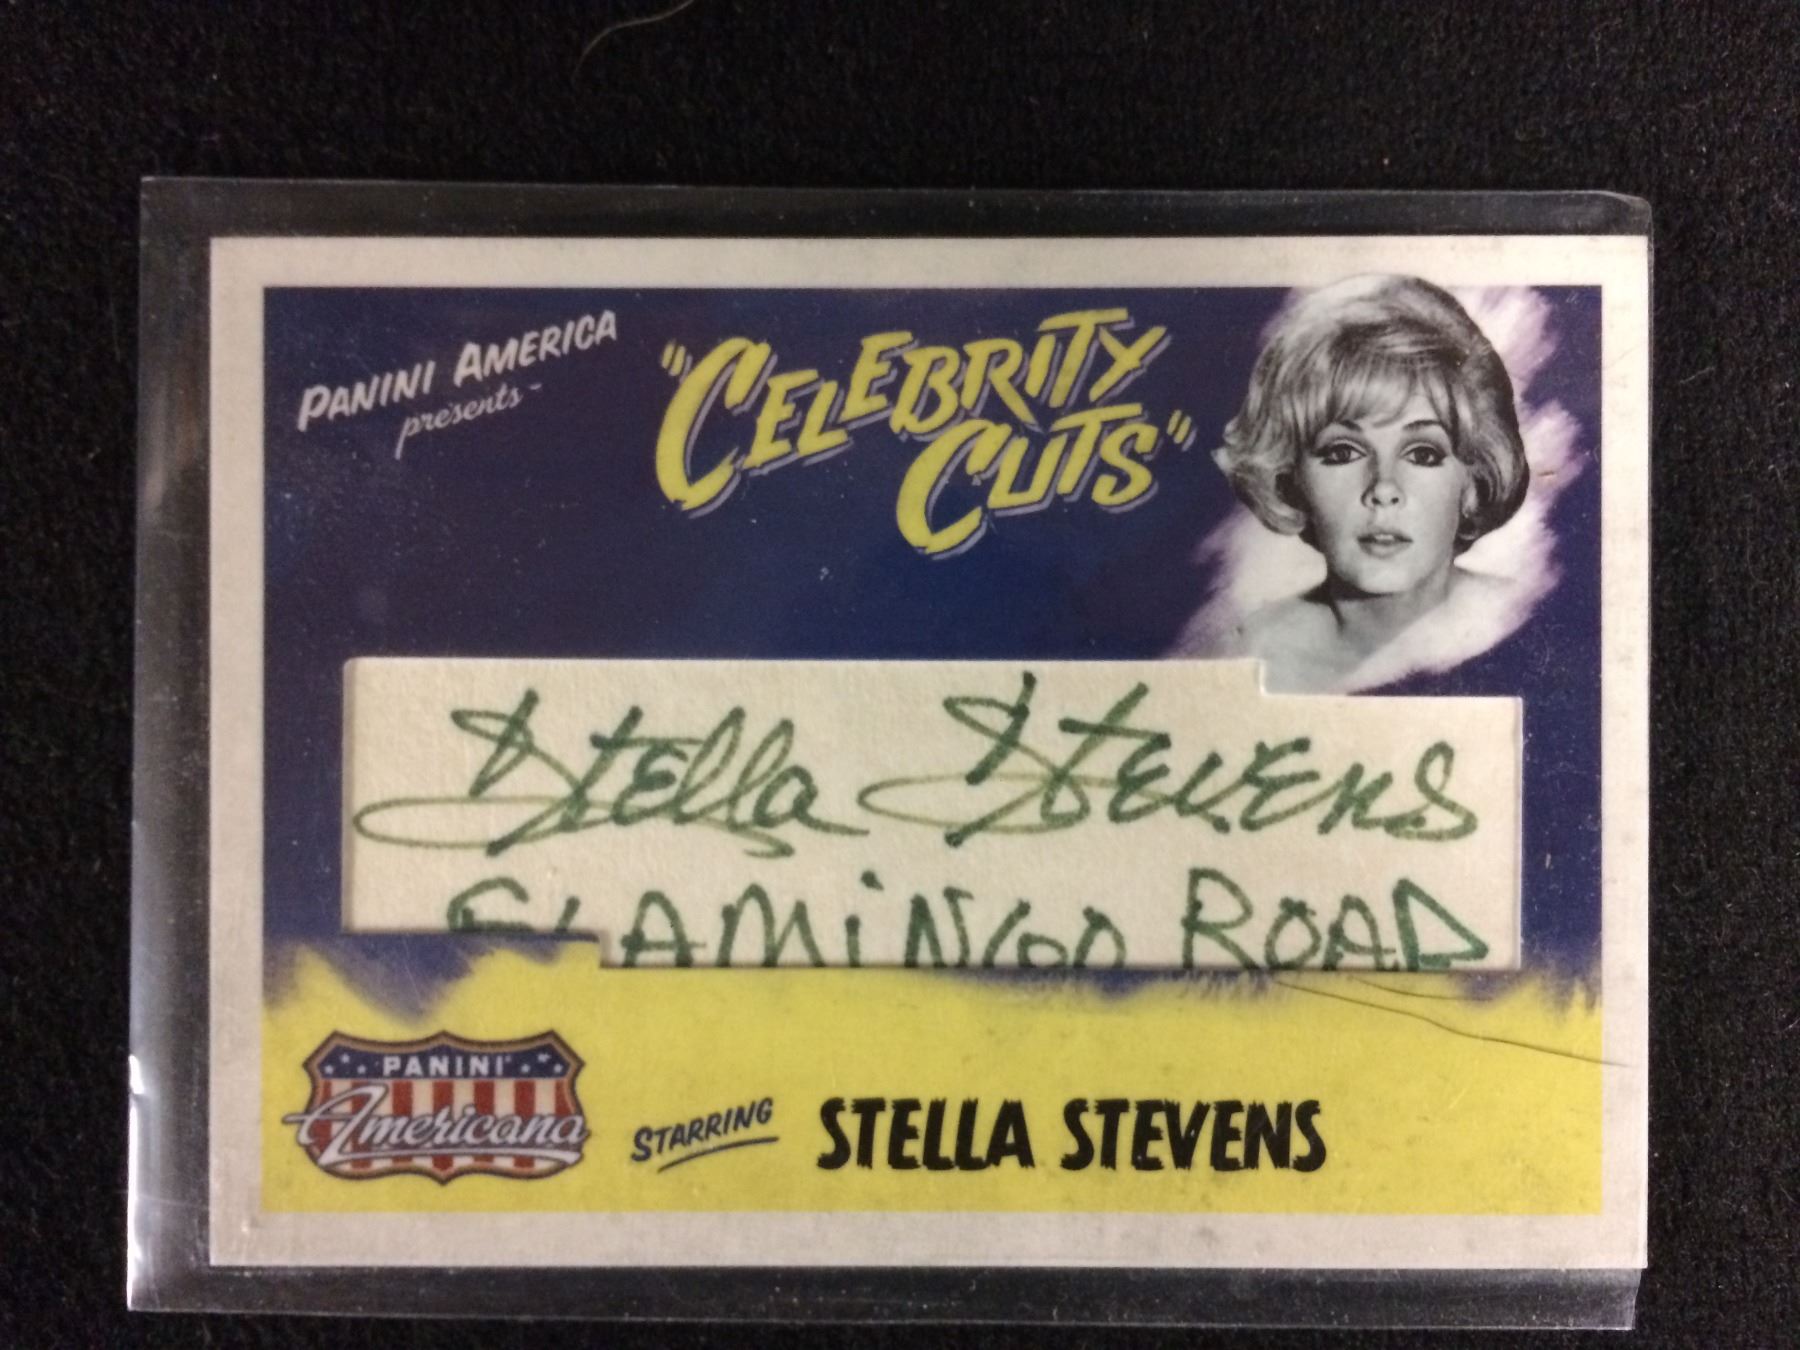 PANINI AMERICA
presents~
"CELEBRITY
CUTS"
Stella Stevens
FLAMiNGO ROAD
PANINI
Americana
STARRING STELLA STEVENS